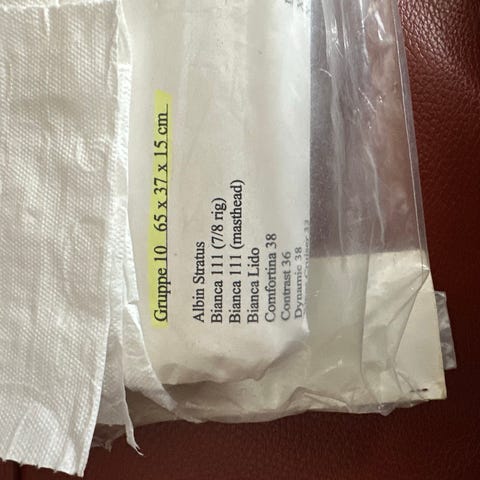 Gruppe 10 65 x 37 x 15 cm
Albin Stratus
Bianca 111 (7/8 rig)
Bianca 111 (masthead)
Bianca Lido
Comfortina 38
Contrast 36
Dynamic 38